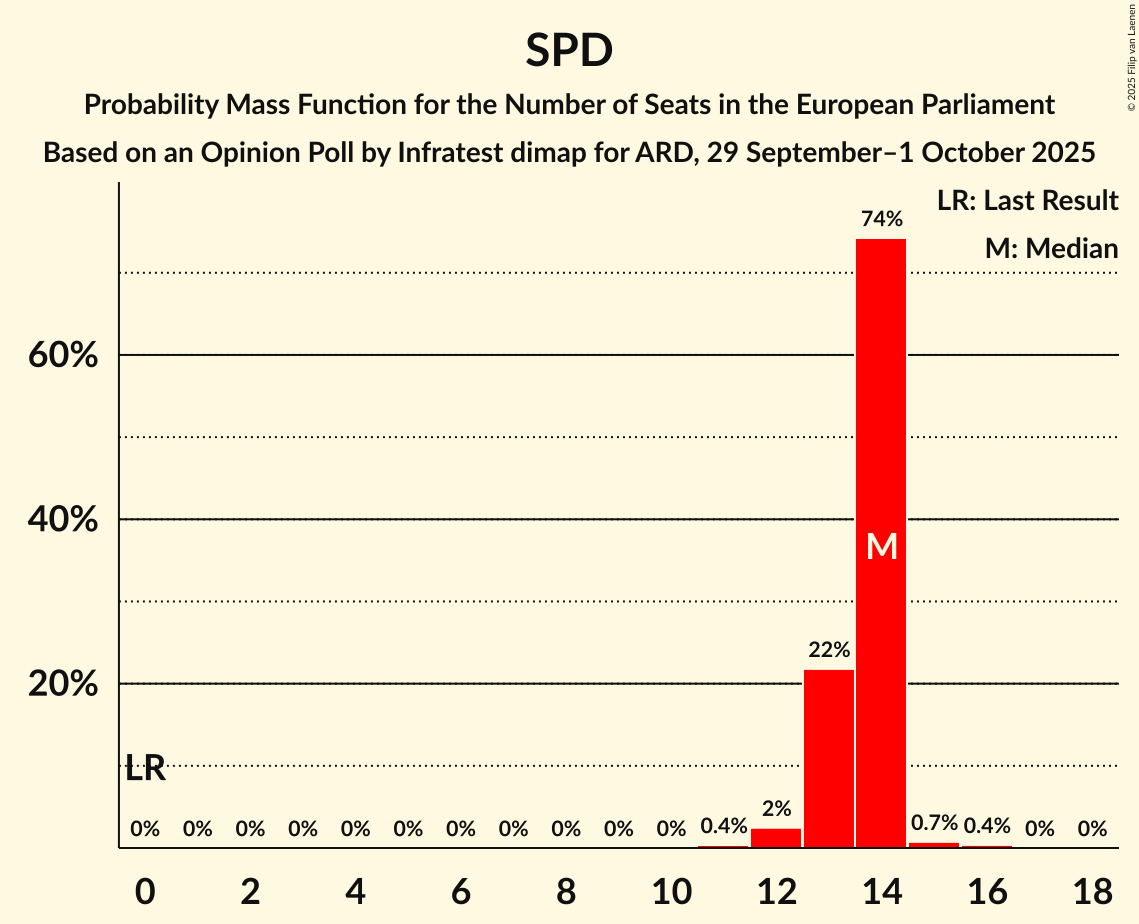 SPD
Probability Mass Function for the Number of Seats in the European Parliament
Based on an Opinion Poll by Infratest dimap for ARD, 29 September–1 October 2025
© 2025 Filip van Laenen
LR: Last Result
M: Median
74%
60%
40%
M
22%
20%
LR
0% 0% 0% 0% 0% 0% 0% 0% 0% 0% 0% 0.4% 2% 0.7% 0.4% 0% 0%
0 2 4 6 8 10 12 14 16 18